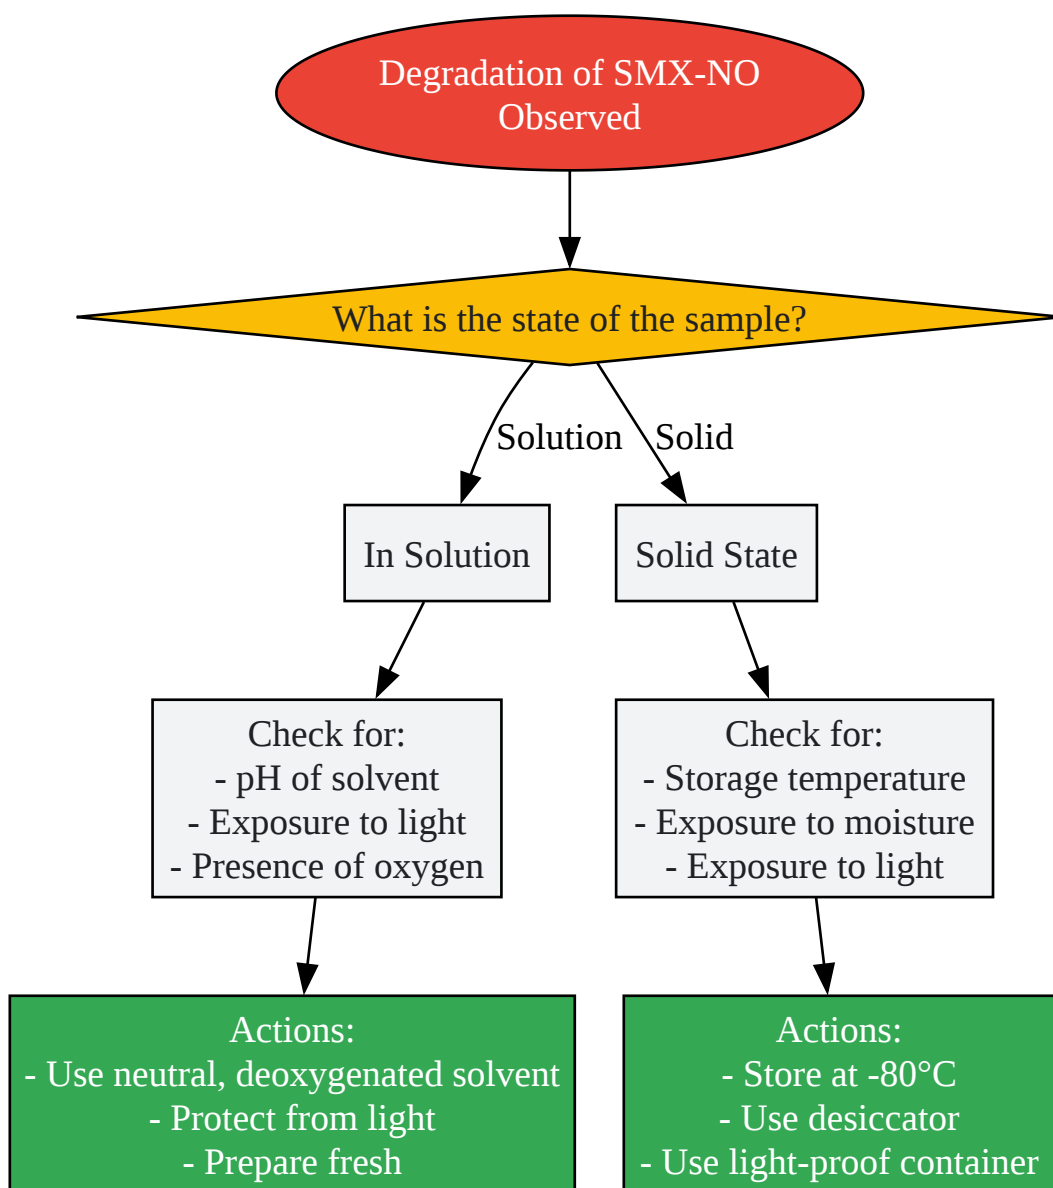 Degradation of SMX-NO
Observed
What is the state of the sample?
Solution
Solid
In Solution
Solid State
Check for:
- pH of solvent
- Exposure to light
- Presence of oxygen
Check for:
- Storage temperature
- Exposure to moisture
- Exposure to light
Actions:
- Use neutral, deoxygenated solvent
- Protect from light
- Prepare fresh
Actions:
- Store at -80°C
- Use desiccator
- Use light-proof container